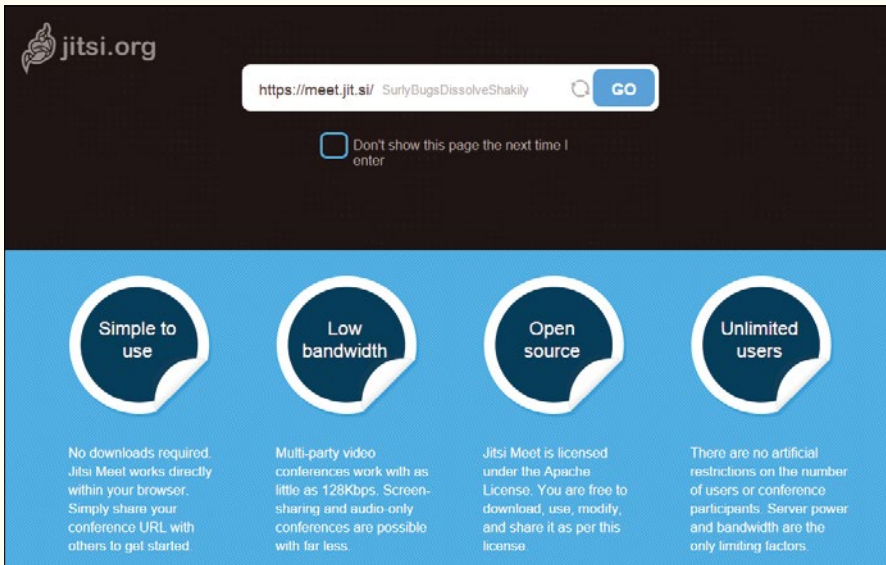 jitsi.org
https://meet.jit.si/ SurlyBugsDissolveShakily
GO
Don't show this page the next time I
enter
Simple to
use
Low
bandwidth
Open
source
Unlimited
users
No downloads required.
Jitsi Meet works directly
within your browser.
Simply share your
conference URL with
others to get started.
Multi-party video
conferences work with as
little as 128Kbps. Screen-
sharing and audio-only
conferences are possible
with far less.
Jitsi Meet is licensed
under the Apache
License. You are free to
download, use, modify,
and share it as per this
license.
There are no artificial
restrictions on the number
of users or conference
participants. Server power
and bandwidth are the
only limiting factors.